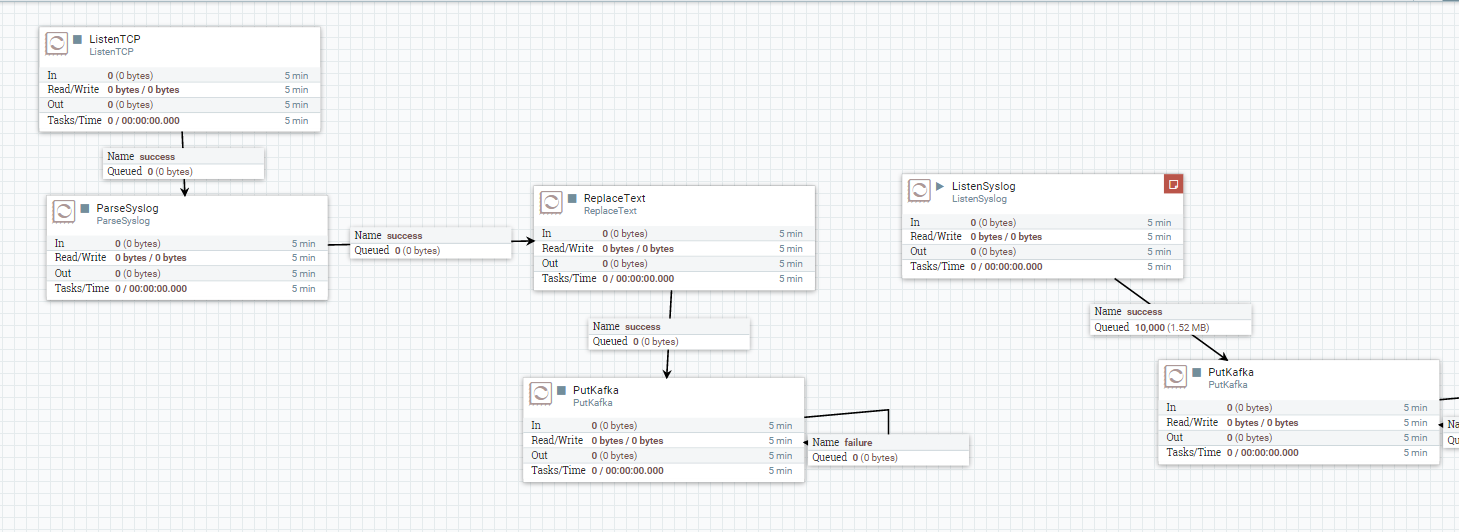 ListenTCP
ListenTCP
In 0 (0 bytes) 5 min
Read/Write 0 bytes / 0 bytes 5 min
Out 0 (0 bytes) 5 min
Tasks/Time 0 / 00:00:00.000 5 min
Name success
Queued 0 (0 bytes)
ParseSyslog
ParseSyslog
In 0 (0 bytes) 5 min
Read/Write 0 bytes / 0 bytes 5 min
Out 0 (0 bytes) 5 min
Tasks/Time 0 / 00:00:00.000 5 min
Name success
Queued 0 (0 bytes)
ReplaceText
ReplaceText
In 0 (0 bytes) 5 min
Read/Write 0 bytes / 0 bytes 5 min
Out 0 (0 bytes) 5 min
Tasks/Time 0 / 00:00:00.000 5 min
Name success
Queued 0 (0 bytes)
PutKafka
PutKafka
In 0 (0 bytes) 5 min
Read/Write 0 bytes / 0 bytes 5 min
Out 0 (0 bytes) 5 min
Tasks/Time 0 / 00:00:00.000 5 min
Name failure
Queued 0 (0 bytes)
ListenSyslog
ListenSyslog
In 0 (0 bytes) 5 min
Read/Write 0 bytes / 0 bytes 5 min
Out 0 (0 bytes) 5 min
Tasks/Time 0 / 00:00:00.000 5 min
Name success
Queued 10,000 (1.52 MB)
PutKafka
PutKafka
In 0 (0 bytes) 5 min
Read/Write 0 bytes / 0 bytes 5 min
Out 0 (0 bytes) 5 min
Tasks/Time 0 / 00:00:00.000 5 min